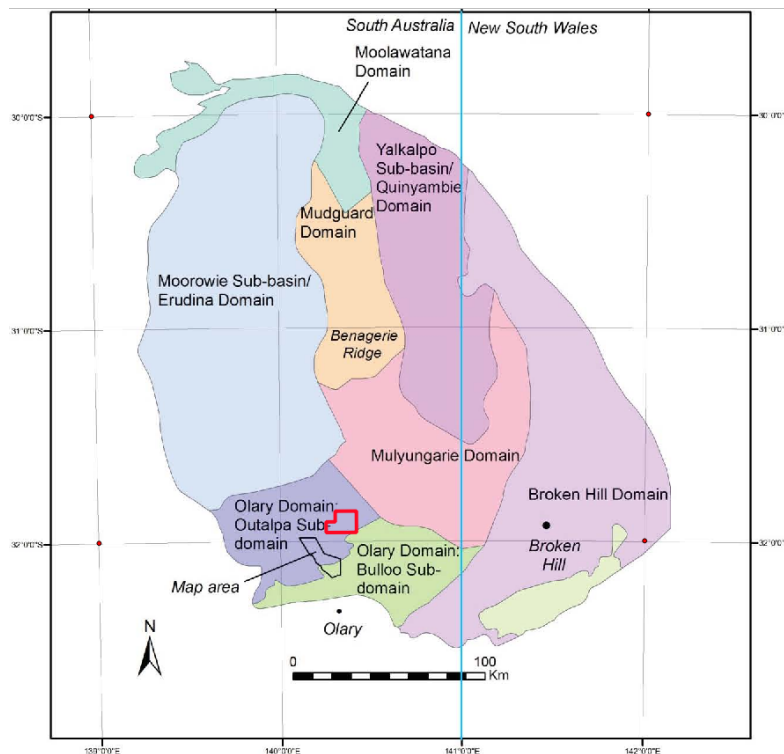 South Australia
New South Wales
Moolawatana
Domain
30°0'0"S
30°0'0"S
Yalkalpo
Sub-basin/
Quinyambie
Domain
Mudguard
Domain
Moorowie Sub-basin/
Erudina Domain
31°0'0"S
31°0'0"S
Benagerie
Ridge
Mulyungarie Domain
Broken Hill Domain
Olary Domain:
Outalpa Sub-
domain
32°0'0"S
32°0'0"S
Broken
Hill
Olary Domain:
Bulloo Sub-
domain
Map area
Olary
N
0
100
Km
139°0'0"E
140°0'0"E
141°0'0"E
142°0'0"E